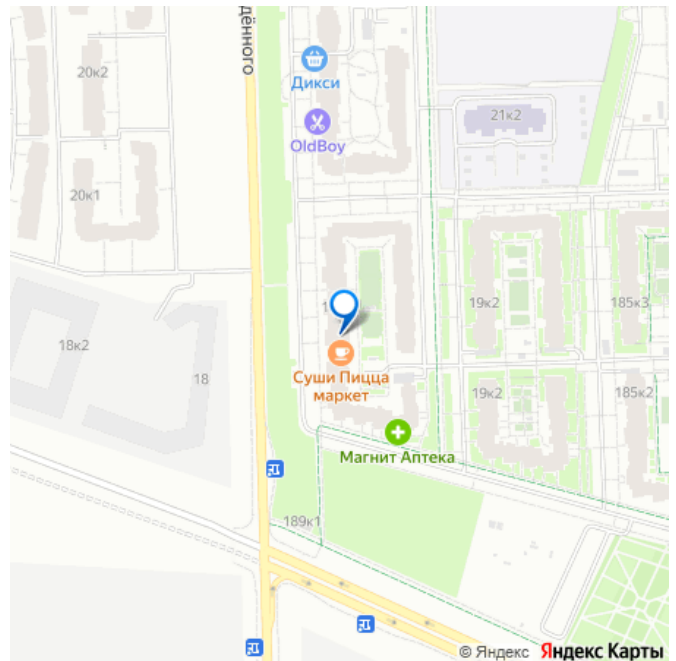 дённого
Дикси
20к2
OldBoy
21к2
20к1
19к2
185к3
18к2
Суши Пицца
маркет
18
19к2
185к2
Магнит Аптека
189к1
© Яндекс Яндекс Карты